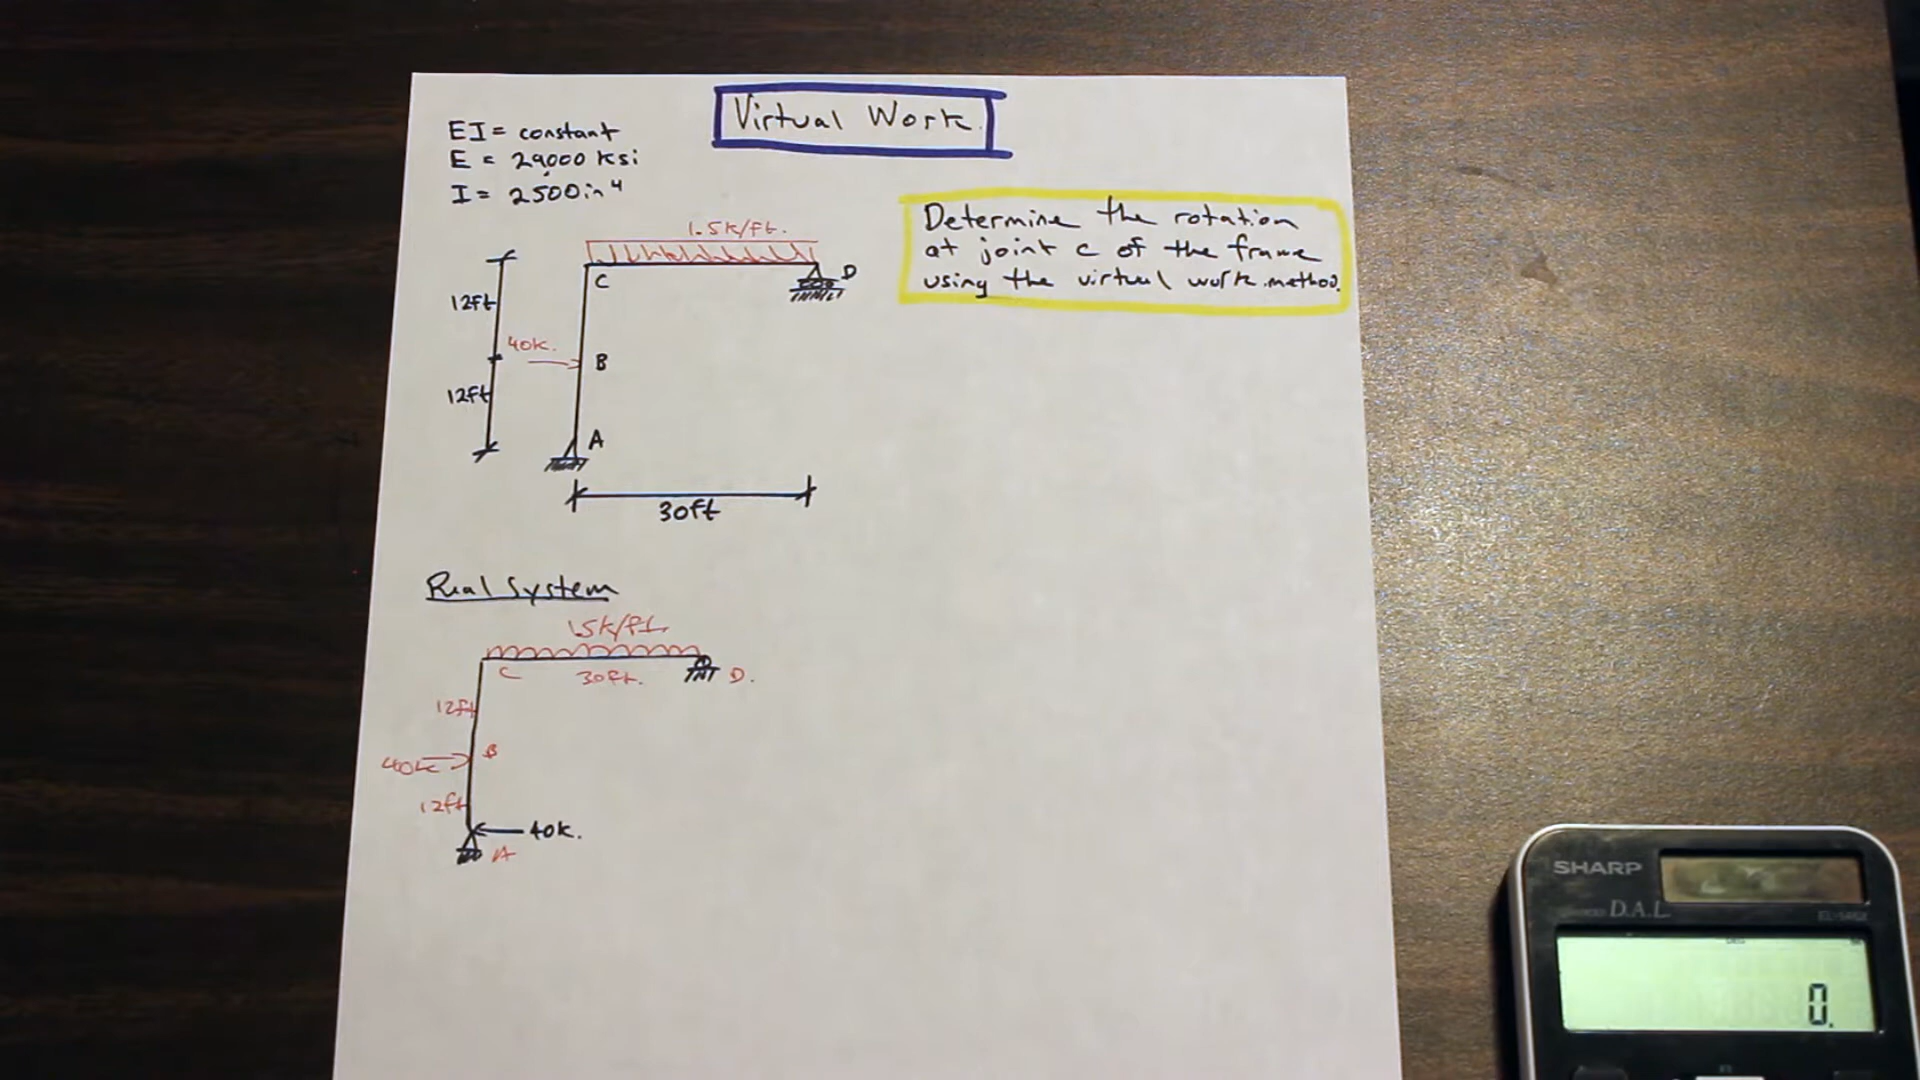 Virtual Work.
EI = constant
E = 29000 ksi
I = 2500in⁴
Determine the rotation
at joint c of the frame
using the virtual work method.
1.5k/ft.
C
D
12ft
40k.
B
12ft
A
30ft
Real System
1.5k/ft.
C
30ft.
D.
12ft
B
40k
12ft
40k.
A
SHARP
D.A.L.
0.